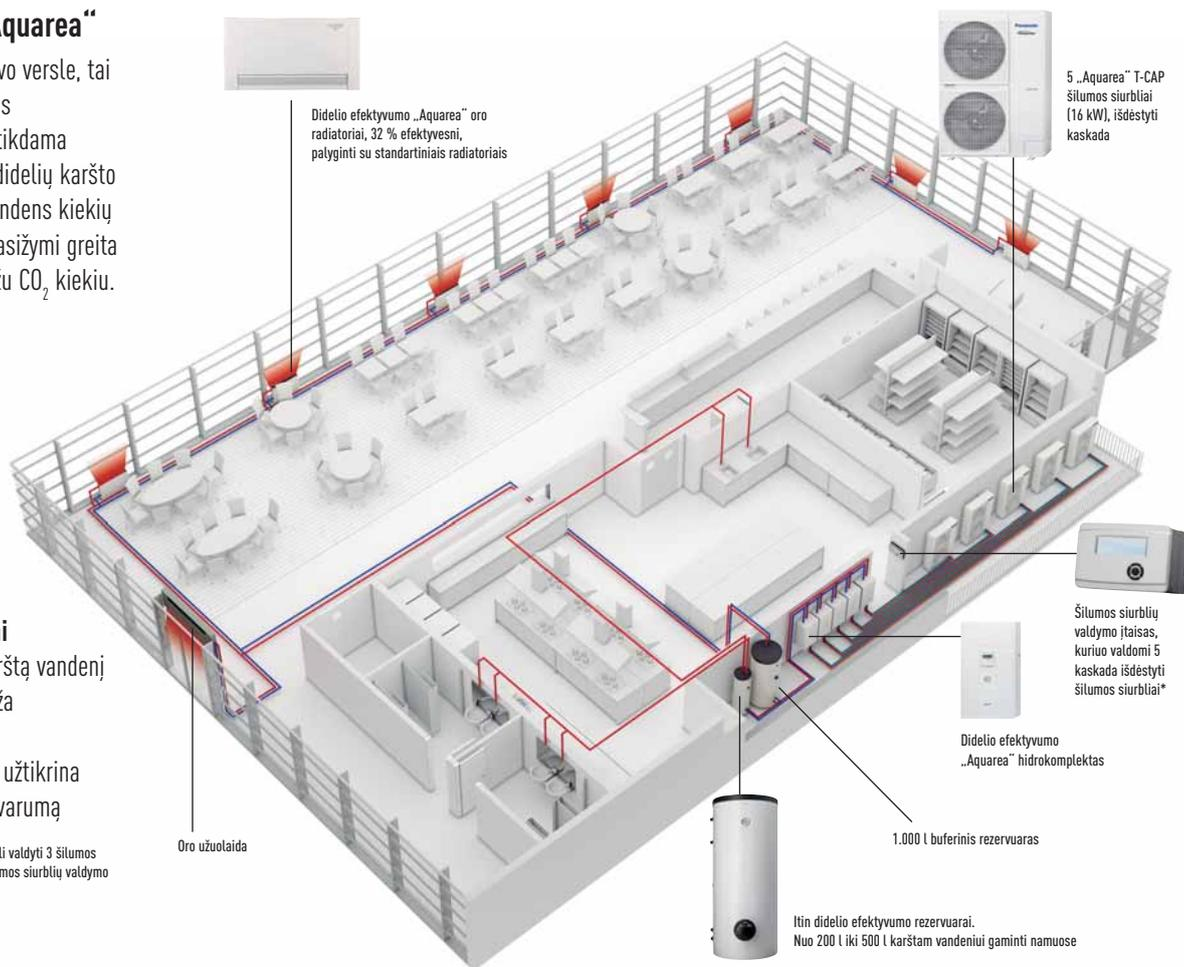 Aquarea“
vo versle, tai
tikdama
didelių karšto
ndens kiekių
asižymi greita
žu CO₂ kiekiu.
Didelio efektyvumo „Aquarea“ oro
radiatoriai, 32 % efektyvesni,
palyginti su standartiniais radiatoriais
Panasonic
5 „Aquarea“ T-CAP
šilumos siurbliai
(16 kW), išdėstyti
kaskada
Šilumos siurblių
valdymo įtaisas,
kuriuo valdomi 5
kaskada išdėstyti
šilumos siurbliai*
Didelio efektyvumo
„Aquarea“ hidrokomplektas
1.000 l buferinis rezervuaras
Itin didelio efektyvumo rezervuarai.
Nuo 200 l iki 500 l karštam vandeniui gaminti namuose
Oro užuolaida
rštą vandenį
užtikrina
varumą
li valdyti 3 šilumos
mos siurblių valdymo